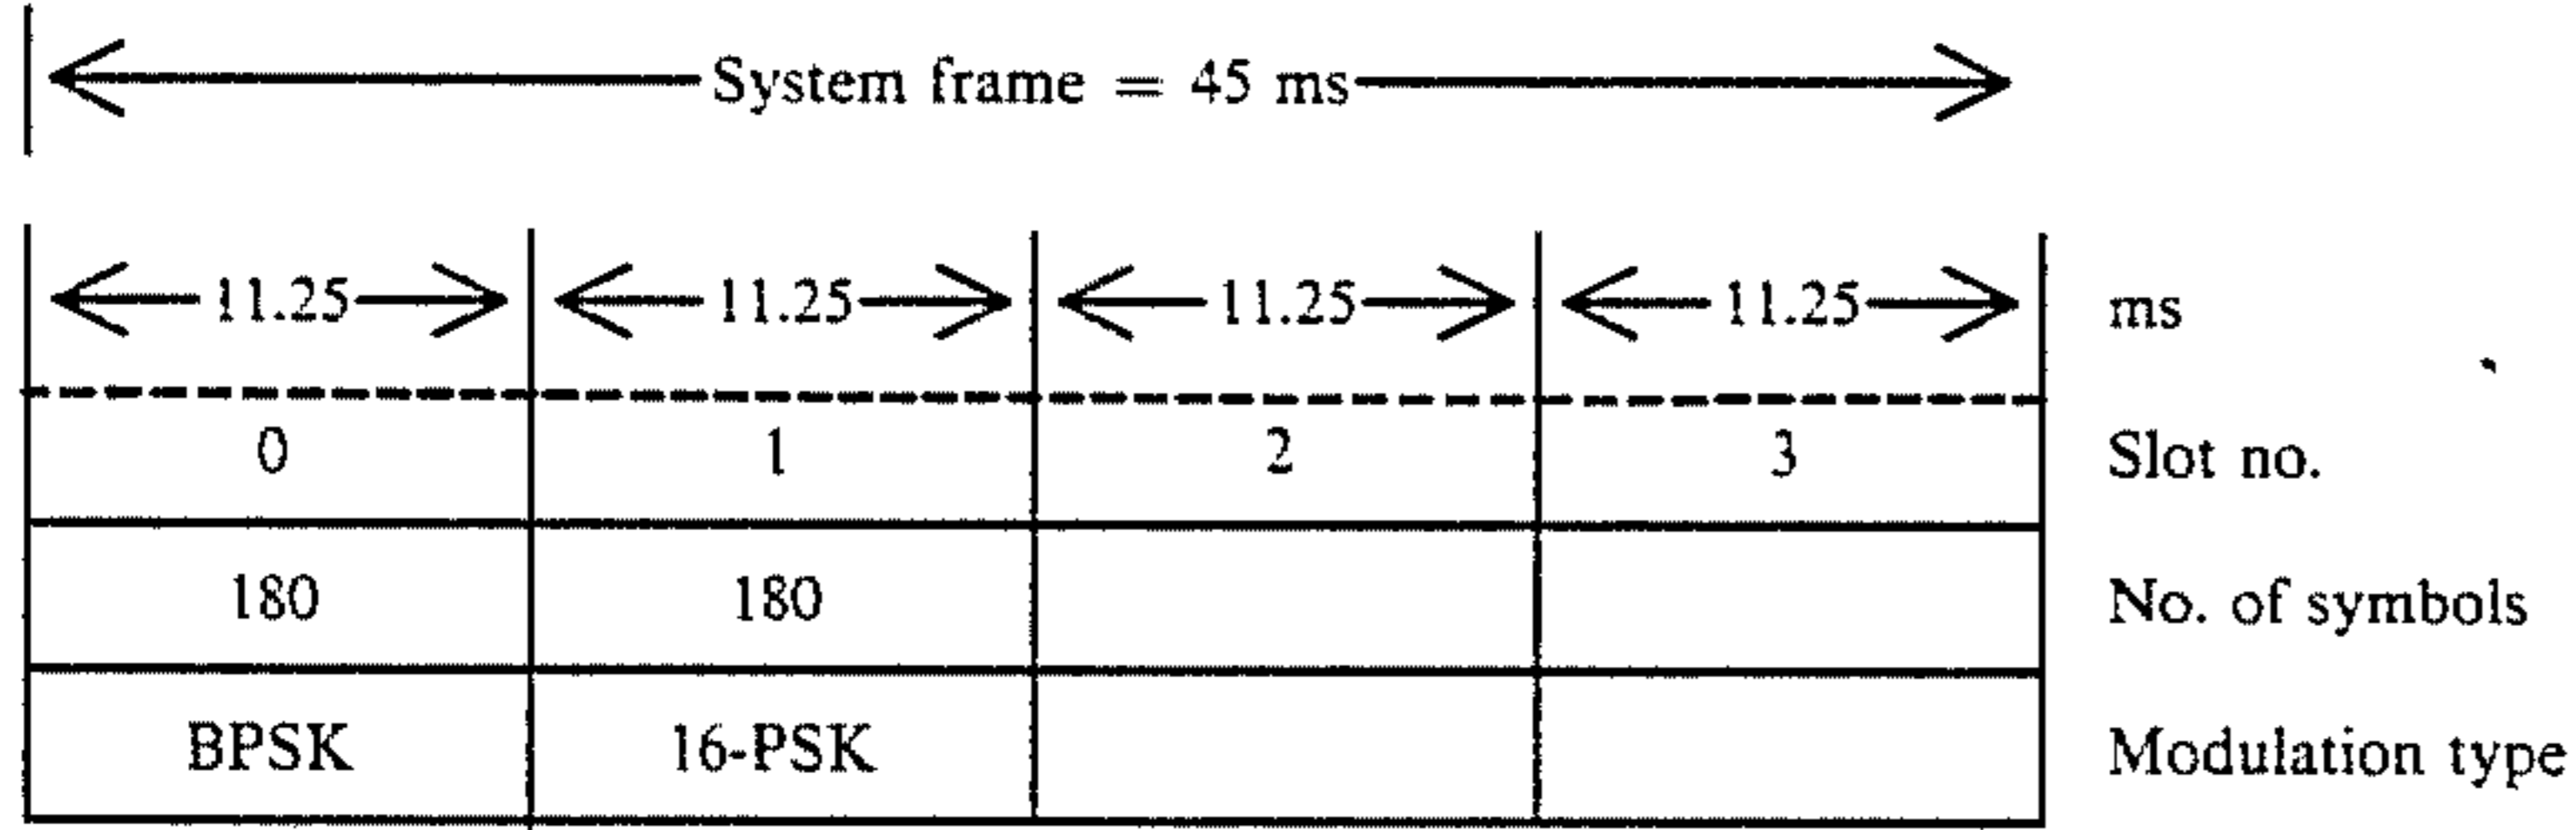 System frame = 45 ms
11.25 11.25 11.25 11.25 ms
0 1 2 3 Slot no.
180 180 No. of symbols
BPSK 16-PSK Modulation type